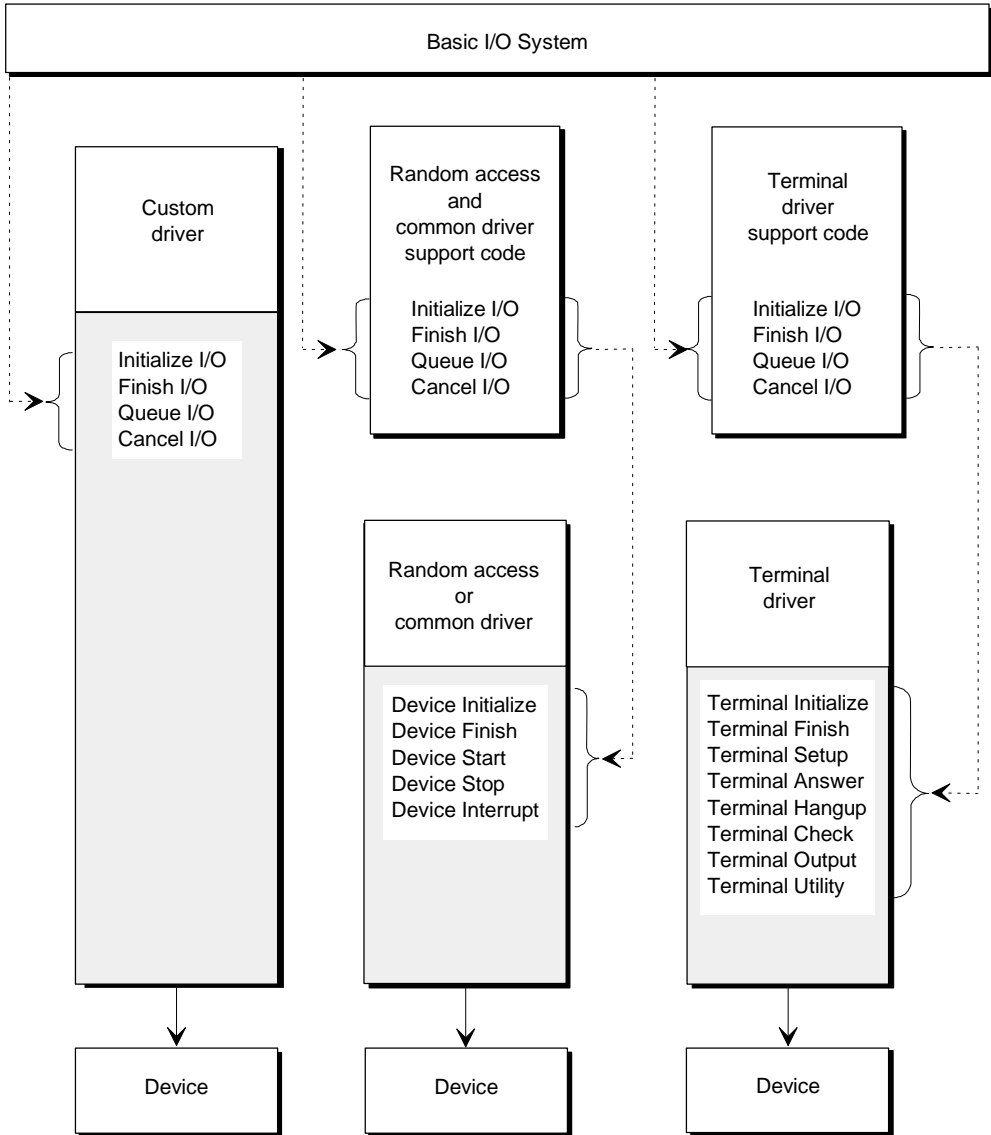 Basic I/O System
Custom
driver
Initialize I/O
Finish I/O
Queue I/O
Cancel I/O
Random access
and
common driver
support code
Initialize I/O
Finish I/O
Queue I/O
Cancel I/O
Terminal
driver
support code
Initialize I/O
Finish I/O
Queue I/O
Cancel I/O
Random access
or
common driver
Device Initialize
Device Finish
Device Start
Device Stop
Device Interrupt
Terminal
driver
Terminal Initialize
Terminal Finish
Terminal Setup
Terminal Answer
Terminal Hangup
Terminal Check
Terminal Output
Terminal Utility
Device
Device
Device